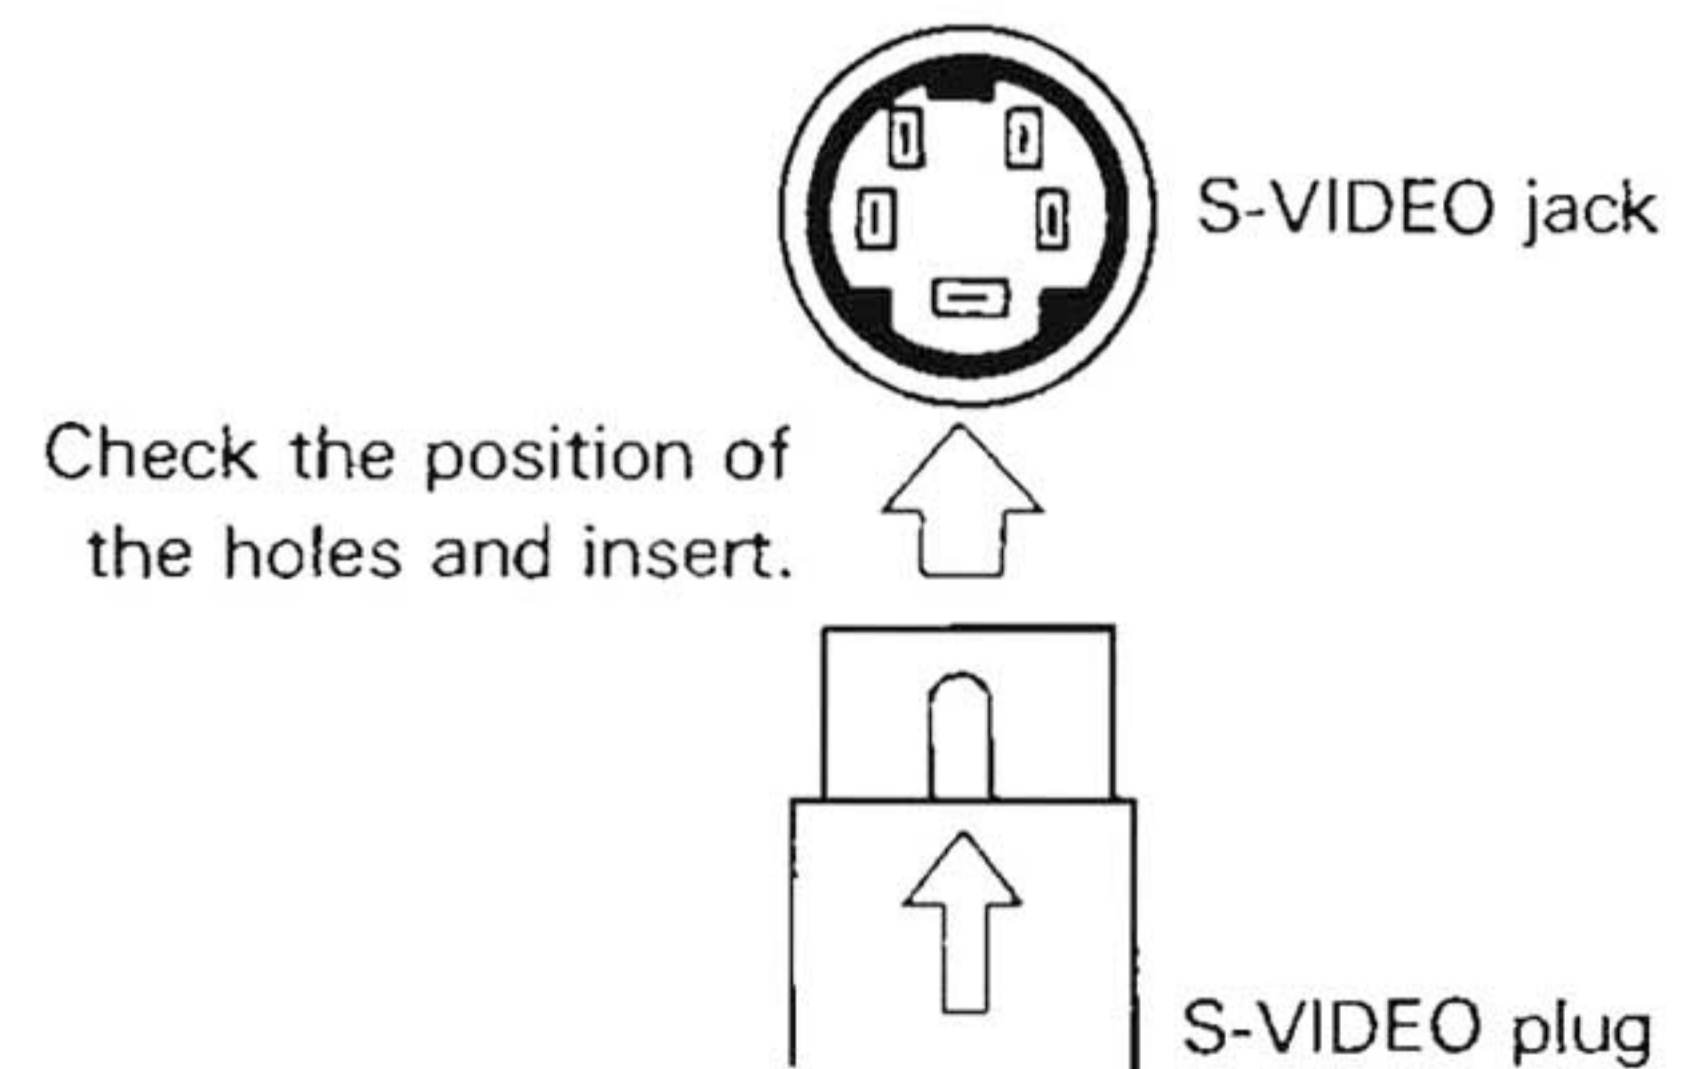 S-VIDEO jack
Check the position of
the holes and insert.
S-VIDEO plug